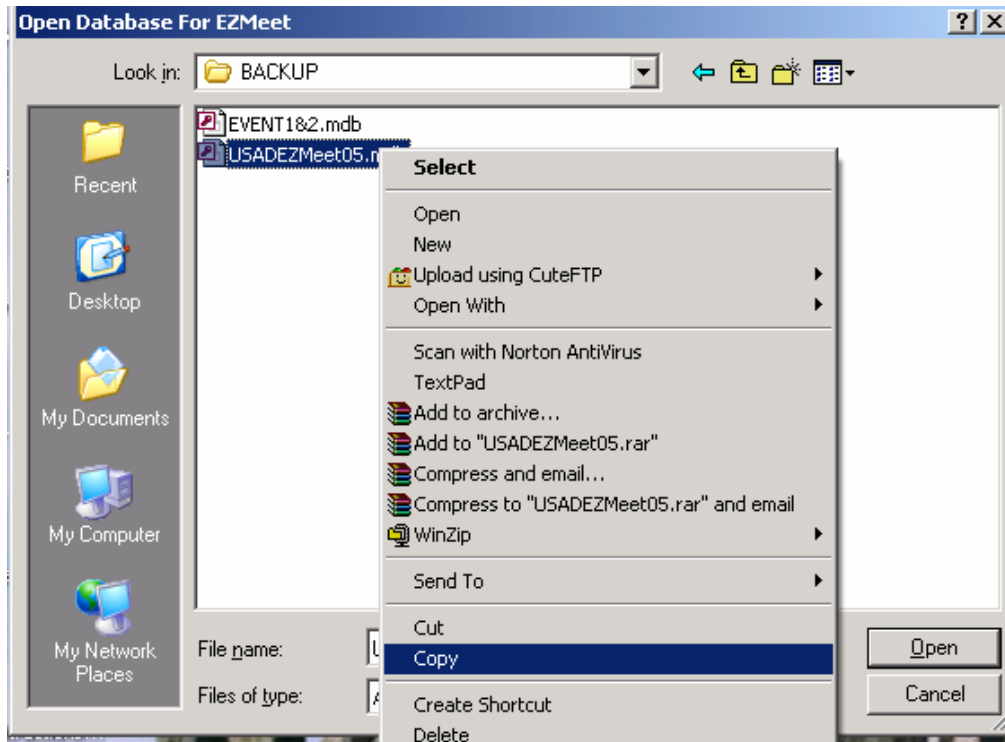 Open Database For EZMeet
Look in: BACKUP
EVENT1&2.mdb
USADEZMeet05.
Recent
Desktop
My Documents
My Computer
My Network
Places
Select
Open
New
Upload using CuteFTP
Open With
Scan with Norton AntiVirus
TextPad
Add to archive...
Add to "USADEZMeet05.rar"
Compress and email...
Compress to "USADEZMeet05.rar" and email
WinZip
Send To
Cut
Copy
Create Shortcut
Delete
File name:
Files of type:
Open
Cancel